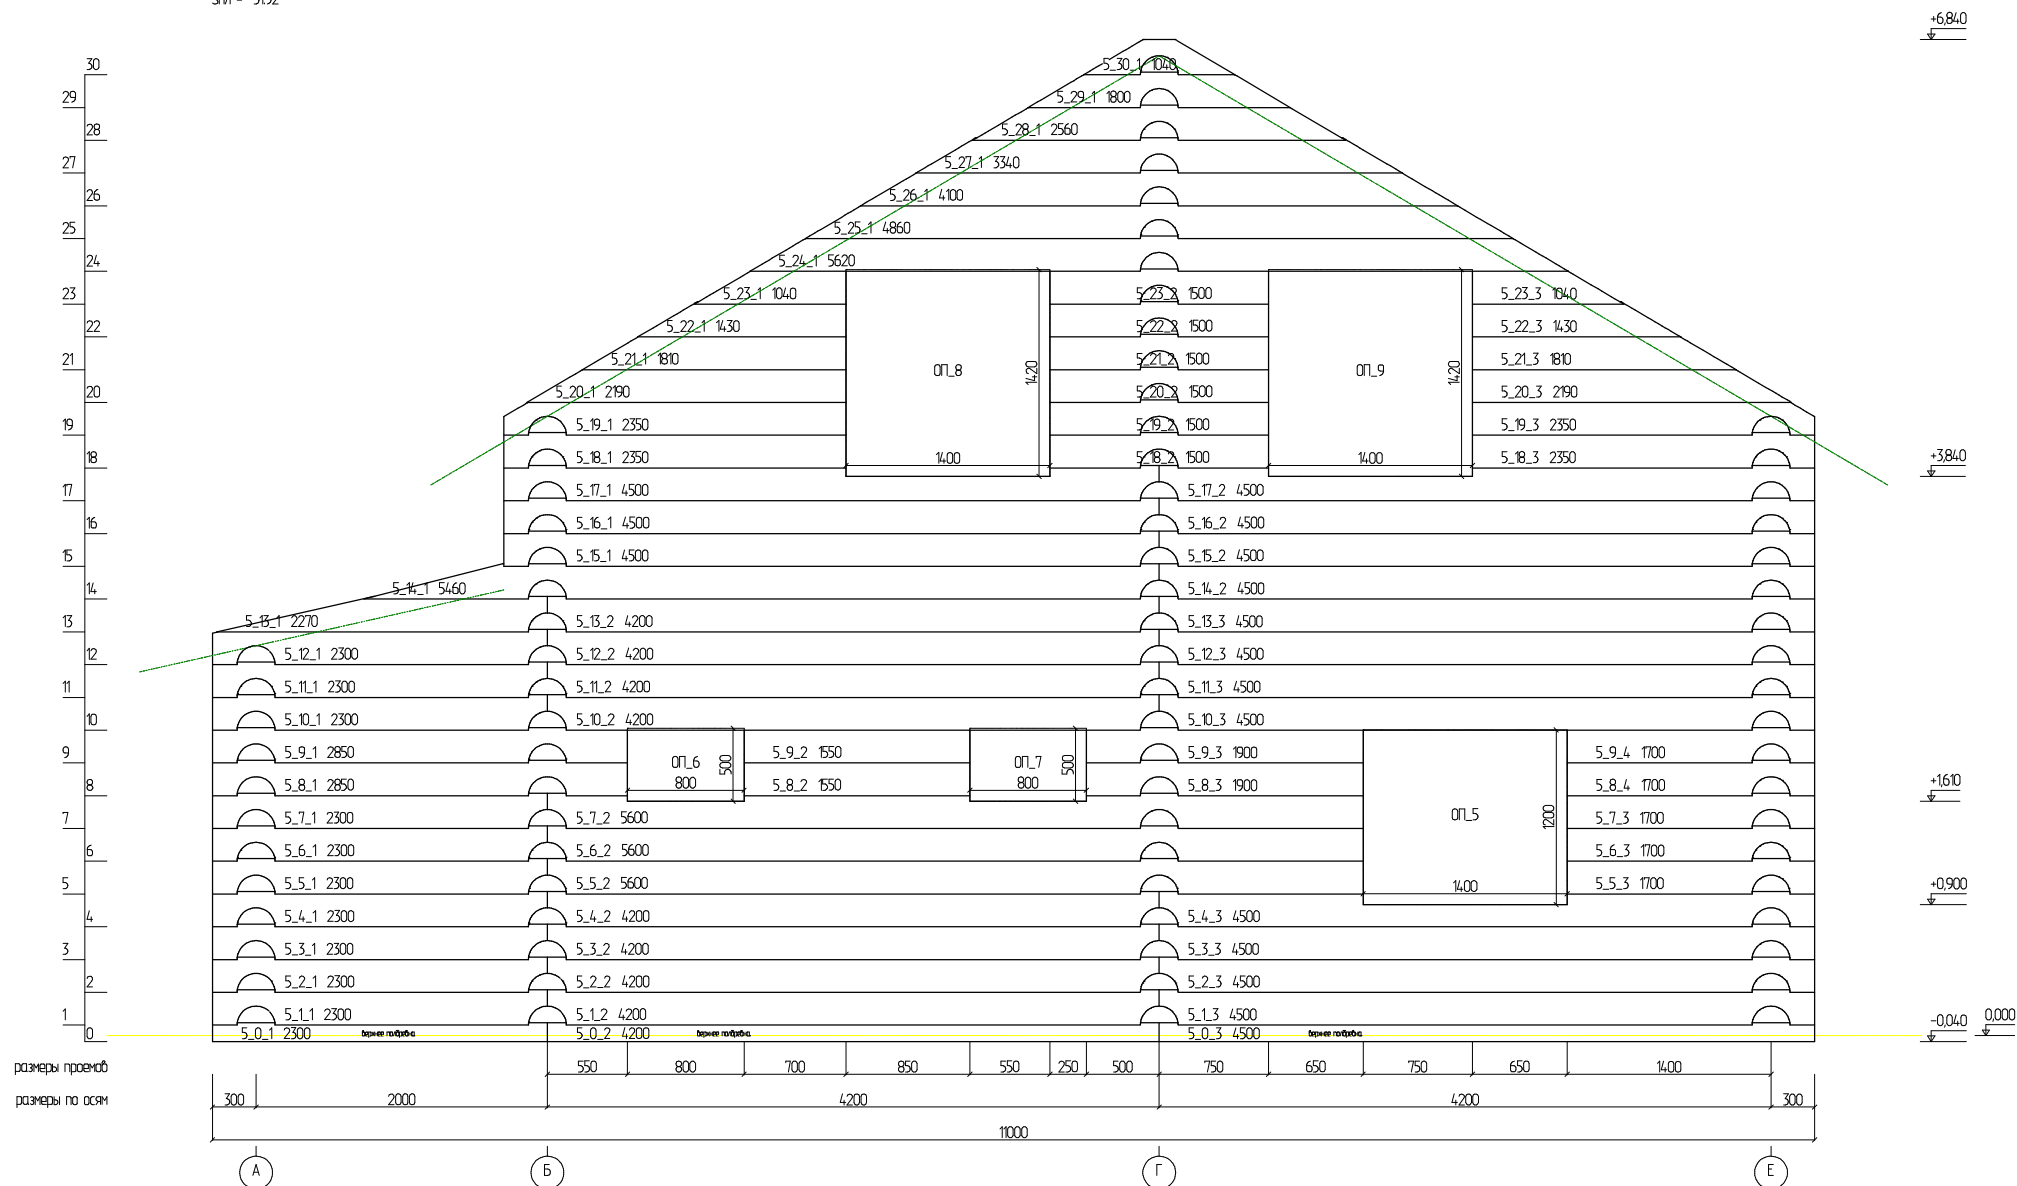 +6,840
30 5_30_1 1040
29 5_29_1 1800
28 5_28_1 2560
27 5_27_1 3340
26 5_26_1 4100
25 5_25_1 4860
24 5_24_1 5620
23 5_23_1 1040 5_23_2 1500 5_23_3 1040
22 5_22_1 1430 5_22_2 1500 5_22_3 1430
21 5_21_1 1810 5_21_2 1500 5_21_3 1810
ОП_8 1420 ОП_9 1420
20 5_20_1 2190 5_20_2 1500 5_20_3 2190
19 5_19_1 2350 5_19_2 1500 5_19_3 2350
18 5_18_1 2350 1400 5_18_2 1500 1400 5_18_3 2350 +3,840
17 5_17_1 4500 5_17_2 4500
16 5_16_1 4500 5_16_2 4500
15 5_15_1 4500 5_15_2 4500
14 5_14_1 5460 5_14_2 4500
13 5_13_1 2270 5_13_2 4200 5_13_3 4500
12 5_12_1 2300 5_12_2 4200 5_12_3 4500
11 5_11_1 2300 5_11_2 4200 5_11_3 4500
10 5_10_1 2300 5_10_2 4200 5_10_3 4500
9 5_9_1 2850 5_9_2 1550 5_9_3 1900 5_9_4 1700
ОП_6 500 ОП_7 500
8 5_8_1 2850 800 5_8_2 1550 800 5_8_3 1900 5_8_4 1700 +1,610
7 5_7_1 2300 5_7_2 5600 ОП_5 1200 5_7_3 1700
6 5_6_1 2300 5_6_2 5600 5_6_3 1700
5 5_5_1 2300 5_5_2 5600 1400 5_5_3 1700 +0,900
4 5_4_1 2300 5_4_2 4200 5_4_3 4500
3 5_3_1 2300 5_3_2 4200 5_3_3 4500
2 5_2_1 2300 5_2_2 4200 5_2_3 4500
1 5_1_1 2300 5_1_2 4200 5_1_3 4500 -0,040 0,000
0 5_0_1 2300 верхнее 5_0_2 4200 верхнее 5_0_3 4500 верхнее
размеры проемов 550 800 700 850 550 250 500 750 650 750 650 1400
размеры по осям 300 2000 4200 4200 300
11000
А Б Г Е